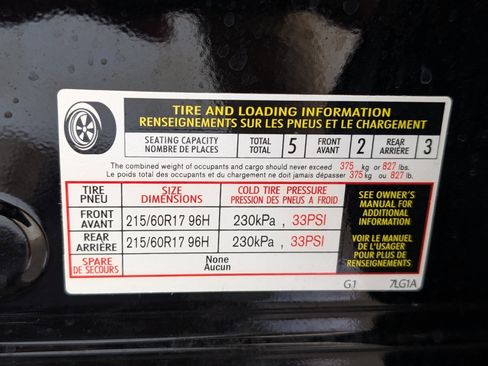 TIRE AND LOADING INFORMATION
RENSEIGNEMENTS SUR LES PNEUS ET LE CHARGEMENT
SEATING CAPACITY TOTAL 5 FRONT 2 REAR 3
NOMBRE DE PLACES TOTAL AVANT ARRIÈRE
The combined weight of occupants and cargo should never exceed 375 kg or 827 lbs.
Le poids total des occupants et du chargement ne doit jamais dépasser 375 kg ou 827 lb.
TIRE SIZE COLD TIRE PRESSURE
PNEU DIMENSIONS PRESSION DES PNEUS A FROID
FRONT
AVANT 215/60R17 96H 230kPa , 33PSI
REAR
ARRIÈRE 215/60R17 96H 230kPa , 33PSI
SPARE None
DE SECOURS Aucun
SEE OWNER'S
MANUAL FOR
ADDITIONAL
INFORMATION
VOIR LE MANUEL
DE L'USAGER
POUR PLUS DE
RENSEIGNEMENTS
G1 7LG1A